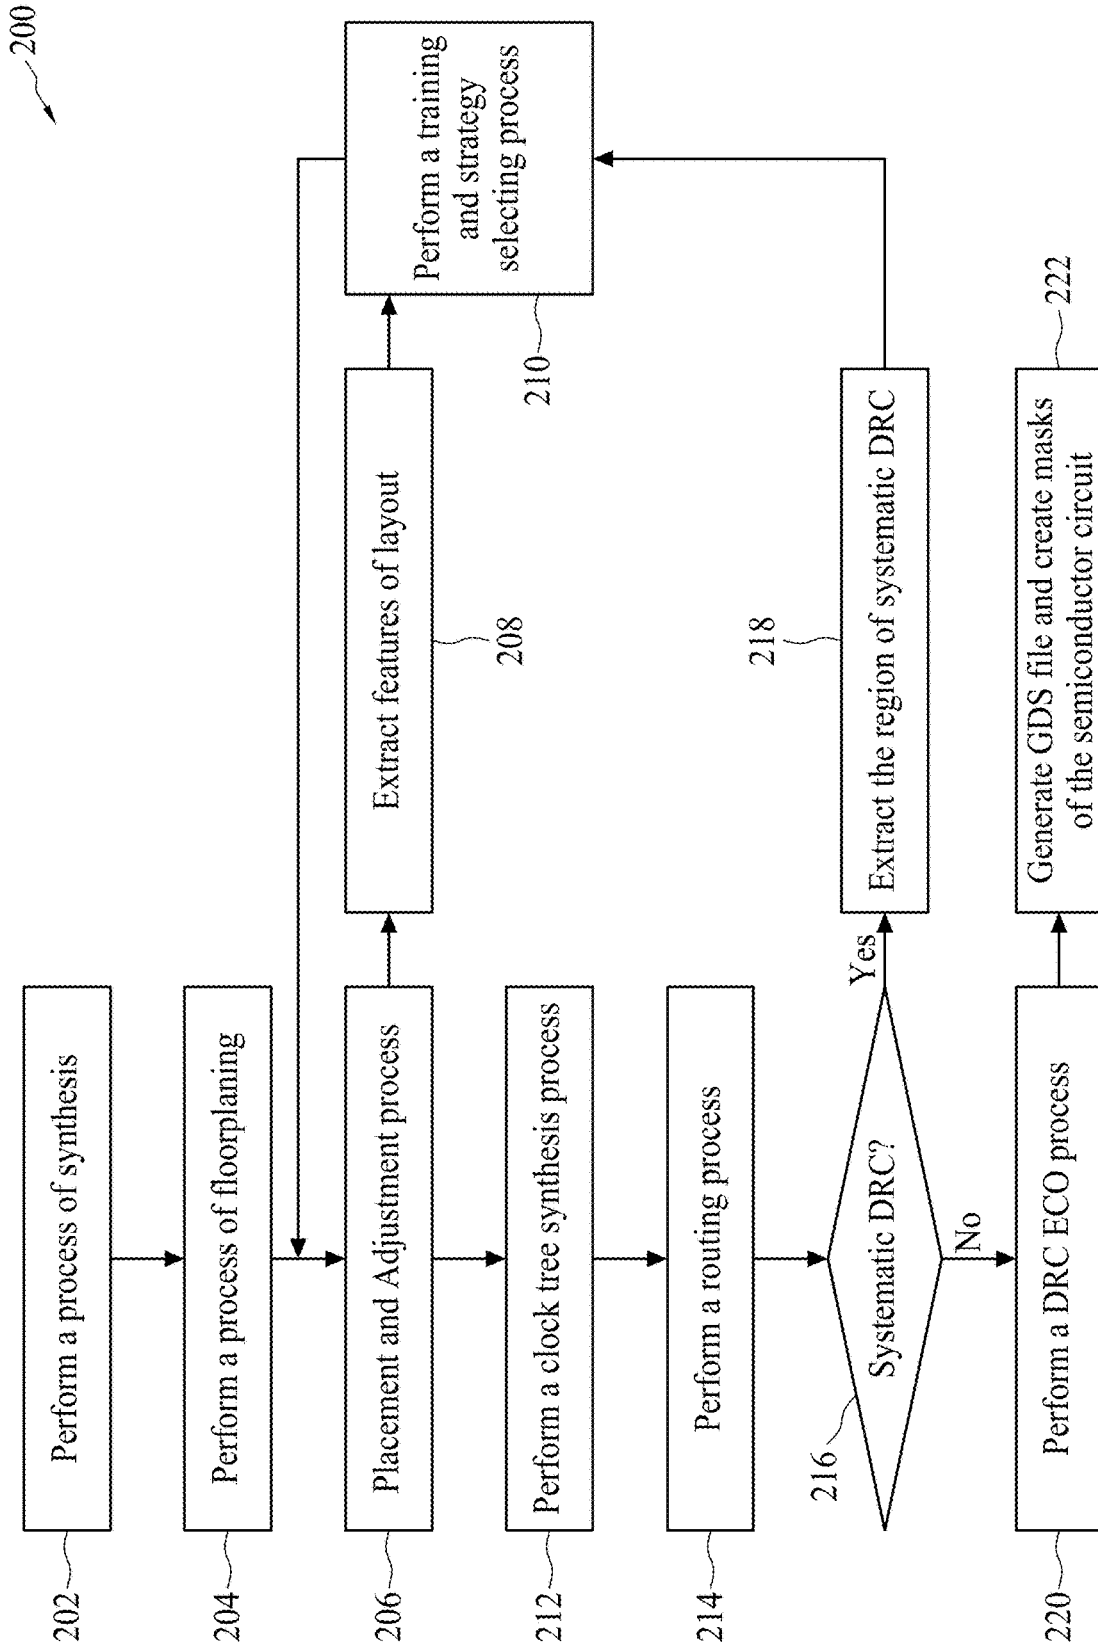 200
202
Perform a process of synthesis
204
Perform a process of floorplaning
206
Placement and Adjustment process
Extract features of layout
208
Perform a training
and strategy
selecting process
210
212
Perform a clock tree synthesis process
214
Perform a routing process
216
Systematic DRC?
Yes
No
218
Extract the region of systematic DRC
220
Perform a DRC ECO process
Generate GDS file and create masks
of the semiconductor circuit
222